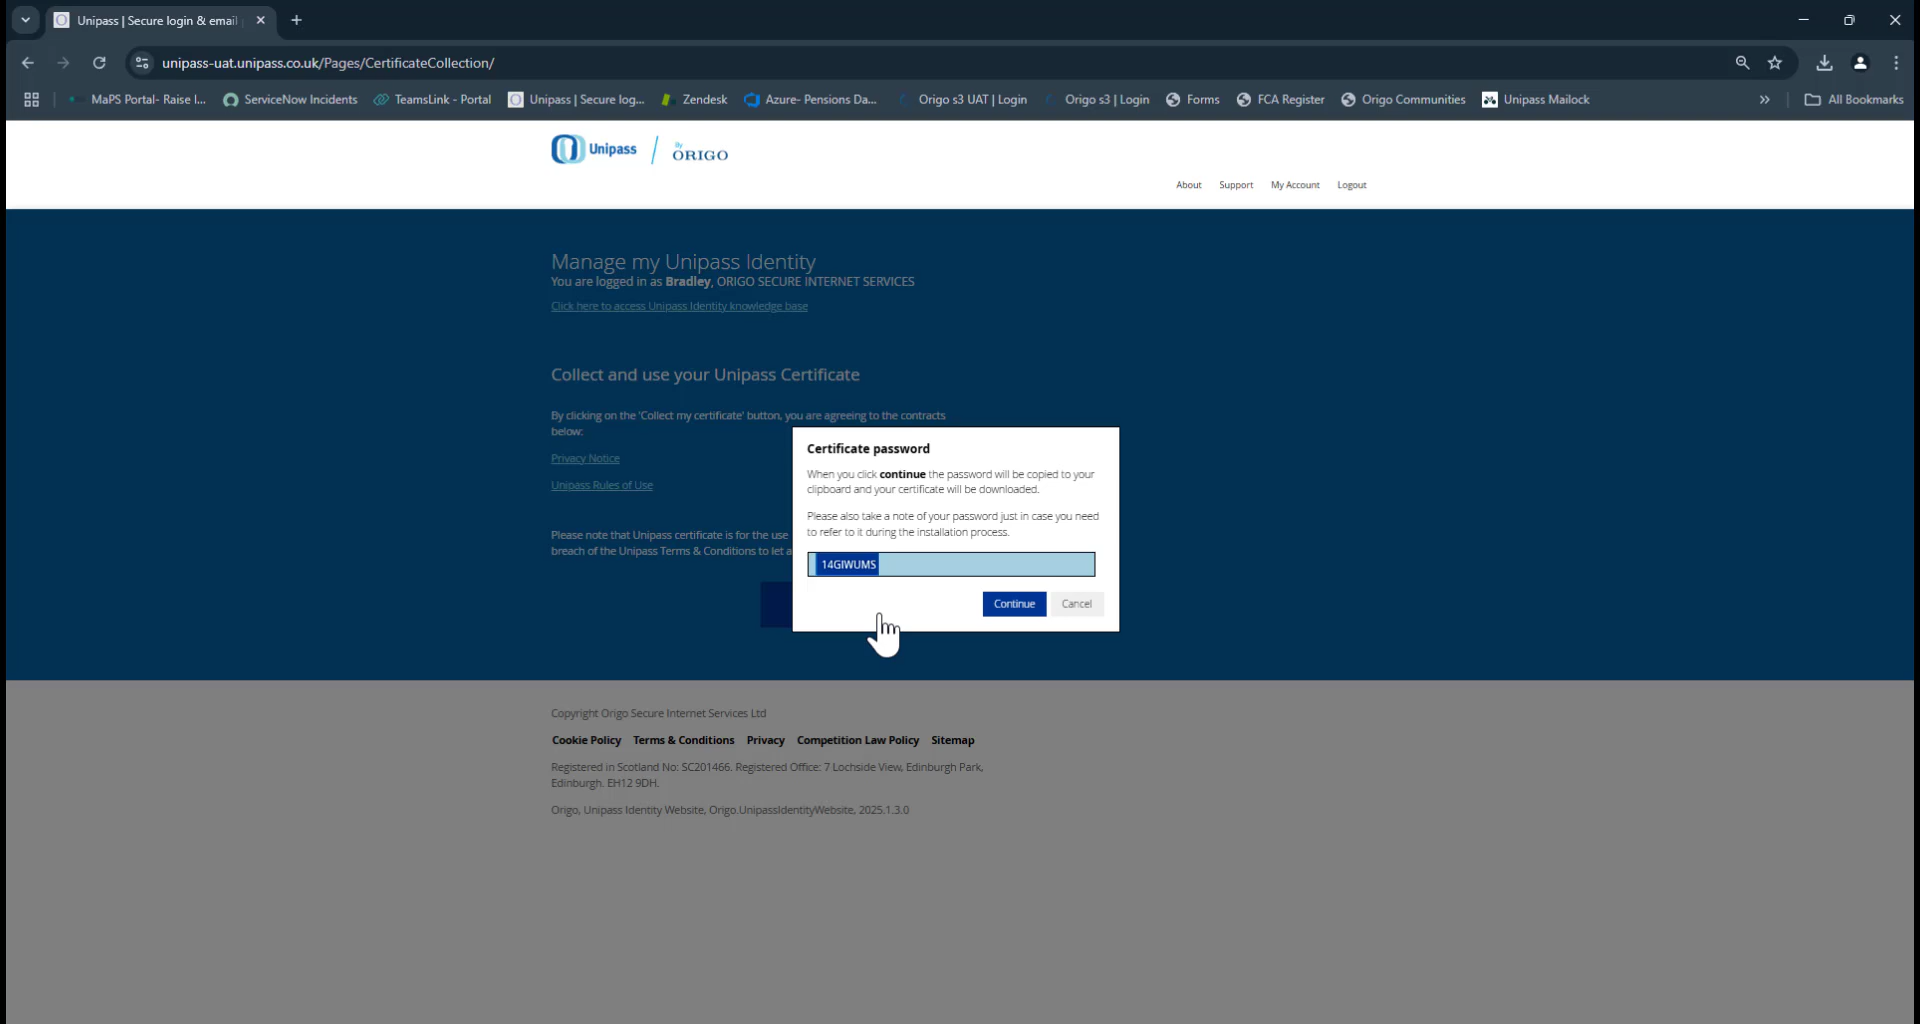 Unipass | Secure login & email
unipass-uat.unipass.co.uk/Pages/CertificateCollection/
MaPS Portal- Raise I...
ServiceNow Incidents
TeamsLink - Portal
Unipass | Secure log...
Zendesk
Azure- Pensions Da...
Origo s3 UAT | Login
Origo s3 | Login
Forms
FCA Register
Origo Communities
Unipass Mailock
All Bookmarks
Unipass
By
ORIGO
About Support My Account Logout
Manage my Unipass Identity
You are logged in as Bradley, ORIGO SECURE INTERNET SERVICES
Click here to access Unipass Identity knowledge base
Collect and use your Unipass Certificate
By clicking on the 'Collect my certificate' button, you are agreeing to the contracts
below:
Privacy Notice
Unipass Rules of Use
Please note that Unipass certificate is for the use
breach of the Unipass Terms & Conditions to let a
Certificate password
When you click continue the password will be copied to your
clipboard and your certificate will be downloaded.
Please also take a note of your password just in case you need
to refer to it during the installation process.
14GIWUMS
Continue Cancel
Copyright Origo Secure Internet Services Ltd
Cookie Policy Terms & Conditions Privacy Competition Law Policy Sitemap
Registered in Scotland No: SC201466. Registered Office: 7 Lochside View, Edinburgh Park,
Edinburgh. EH12 9DH.
Origo, Unipass Identity Website, Origo.UnipassIdentityWebsite, 2025.1.3.0